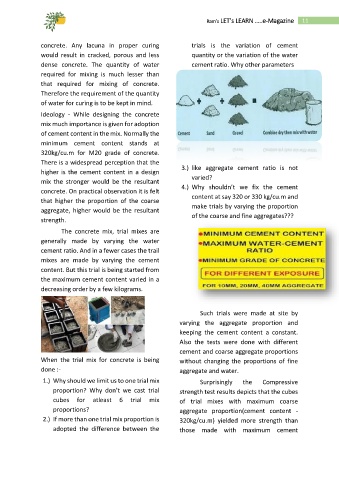 Ikan's LET's LEARN .....e-Magazine 11
concrete. Any lacuna in proper curing
would result in cracked, porous and less
dense concrete. The quantity of water
required for mixing is much lesser than
that required for mixing of concrete.
Therefore the requirement of the quantity
of water for curing is to be kept in mind.
Ideology - While designing the concrete
mix much importance is given for adoption
of cement content in the mix. Normally the
minimum cement content stands at
320kg/cu.m for M20 grade of concrete.
There is a widespread perception that the
higher is the cement content in a design
mix the stronger would be the resultant
concrete. On practical observation it is felt
that higher the proportion of the coarse
aggregate, higher would be the resultant
strength.
The concrete mix, trial mixes are
generally made by varying the water
cement ratio. And in a fewer cases the trail
mixes are made by varying the cement
content. But this trial is being started from
the maximum cement content varied in a
decreasing order by a few kilograms.
When the trial mix for concrete is being
done :-
1.) Why should we limit us to one trial mix
proportion? Why don't we cast trial
cubes for atleast 6 trial mix
proportions?
2.) If more than one trial mix proportion is
adopted the difference between the
trials is the variation of cement
quantity or the variation of the water
cement ratio. Why other parameters
Cement Sand Gravel Combine dry then mix with water
3.) like aggregate cement ratio is not
varied?
4.) Why shouldn't we fix the cement
content at say 320 or 330 kg/cu.m and
make trials by varying the proportion
of the coarse and fine aggregates???
MINIMUM CEMENT CONTENT
MAXIMUM WATER-CEMENT
RATIO
MINIMUM GRADE OF CONCRETE
FOR DIFFERENT EXPOSURE
FOR 10MM, 20MM, 40MM AGGREGATE
Such trials were made at site by
varying the aggregate proportion and
keeping the cement content a constant.
Also the tests were done with different
cement and coarse aggregate proportions
without changing the proportions of fine
aggregate and water.
Surprisingly the Compressive
strength test results depicts that the cubes
of trial mixes with maximum coarse
aggregate proportion(cement content -
320kg/cu.m) yielded more strength than
those made with maximum cement